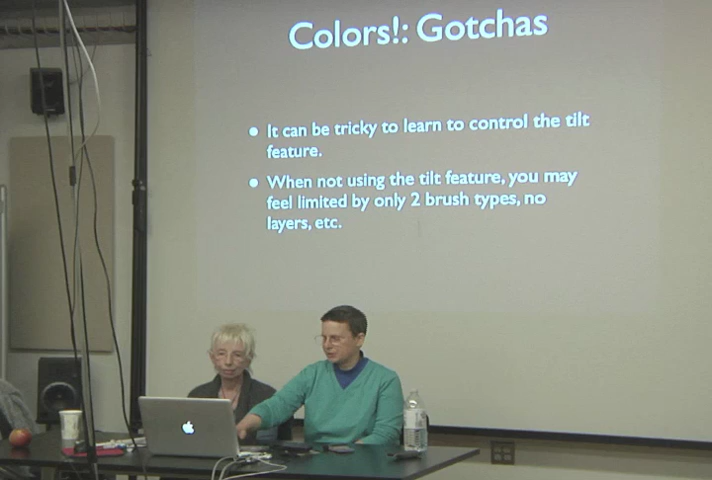 Colors!: Gotchas
• It can be tricky to learn to control the tilt
feature.
• When not using the tilt feature, you may
feel limited by only 2 brush types, no
layers, etc.